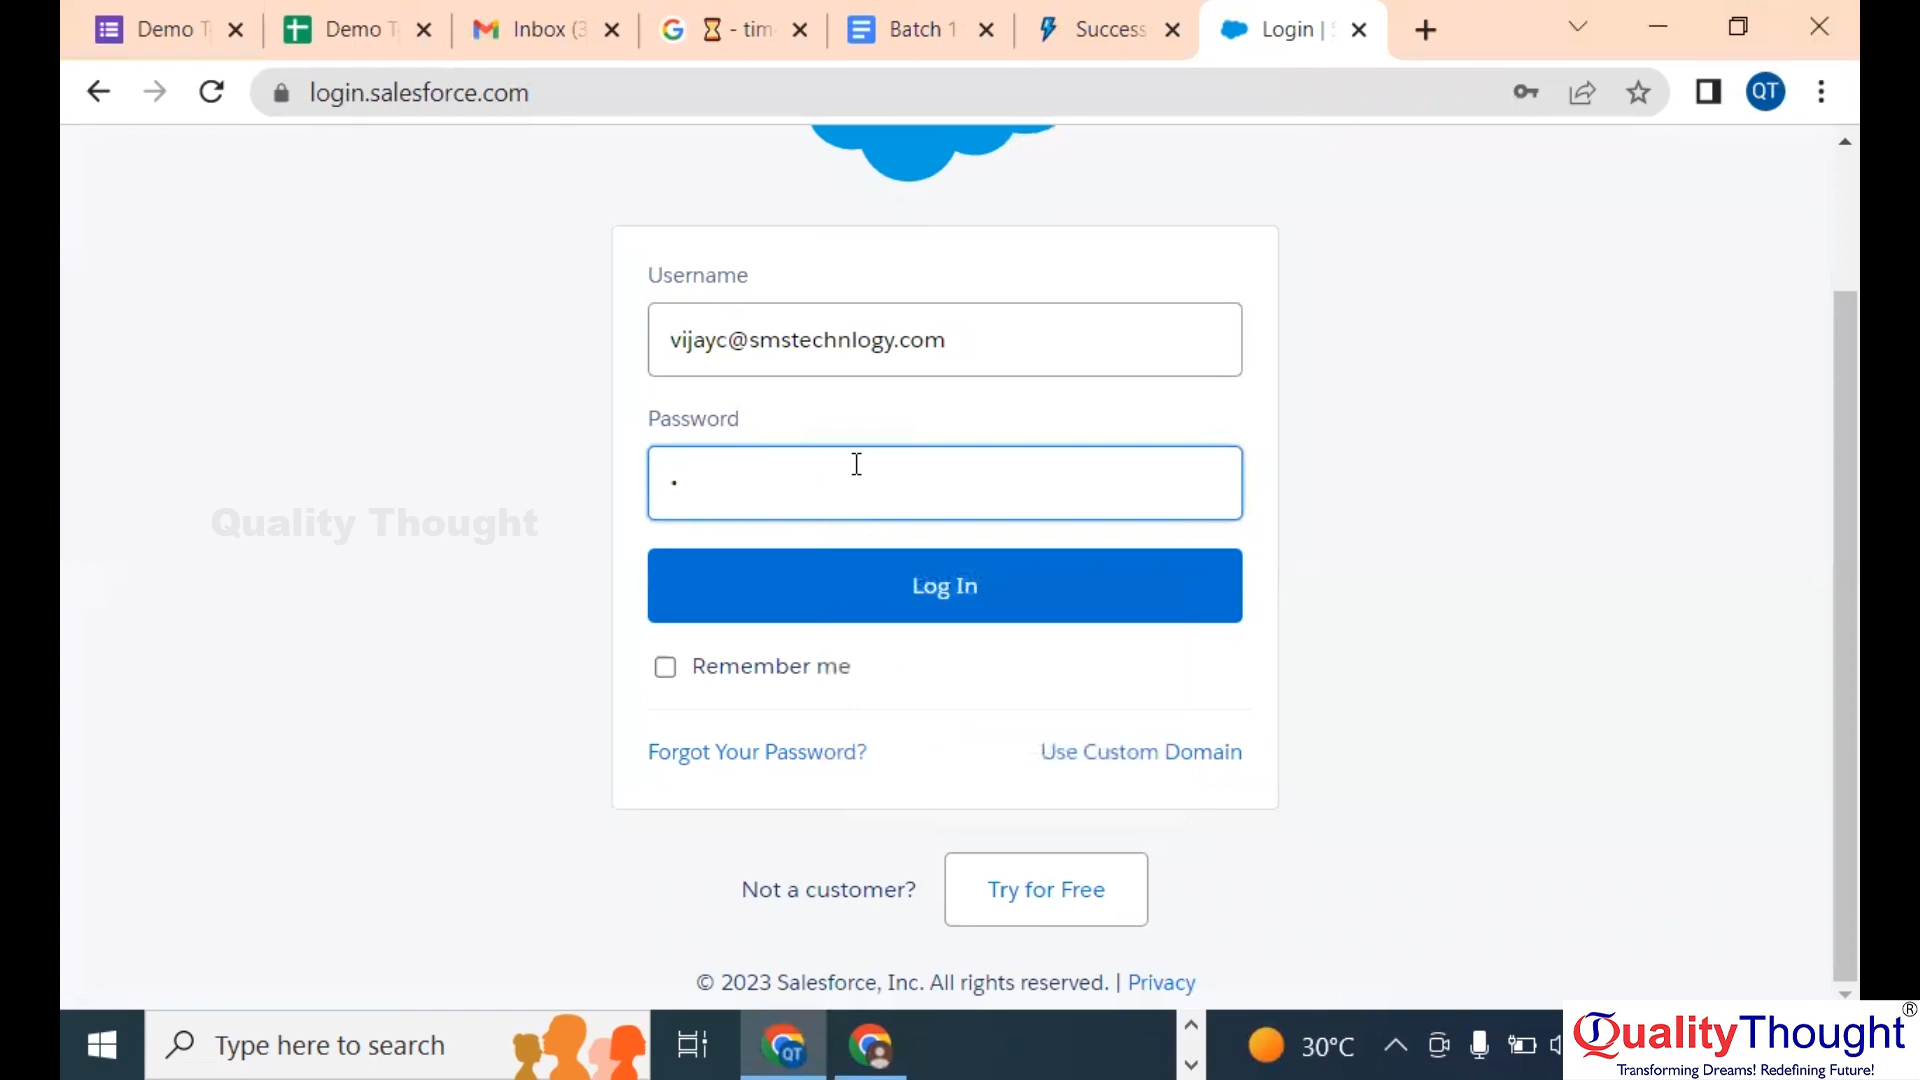 Demo T
Demo T
Inbox (3
- tim
Batch 1
Success
Login | S
login.salesforce.com
QT
Username
vijayc@smstechnlogy.com
Password
Quality Thought
Log In
Remember me
Forgot Your Password?
Use Custom Domain
Not a customer?
Try for Free
© 2023 Salesforce, Inc. All rights reserved. | Privacy
Type here to search
QT
30°C
QualityThought®
Transforming Dreams! Redefining Future!